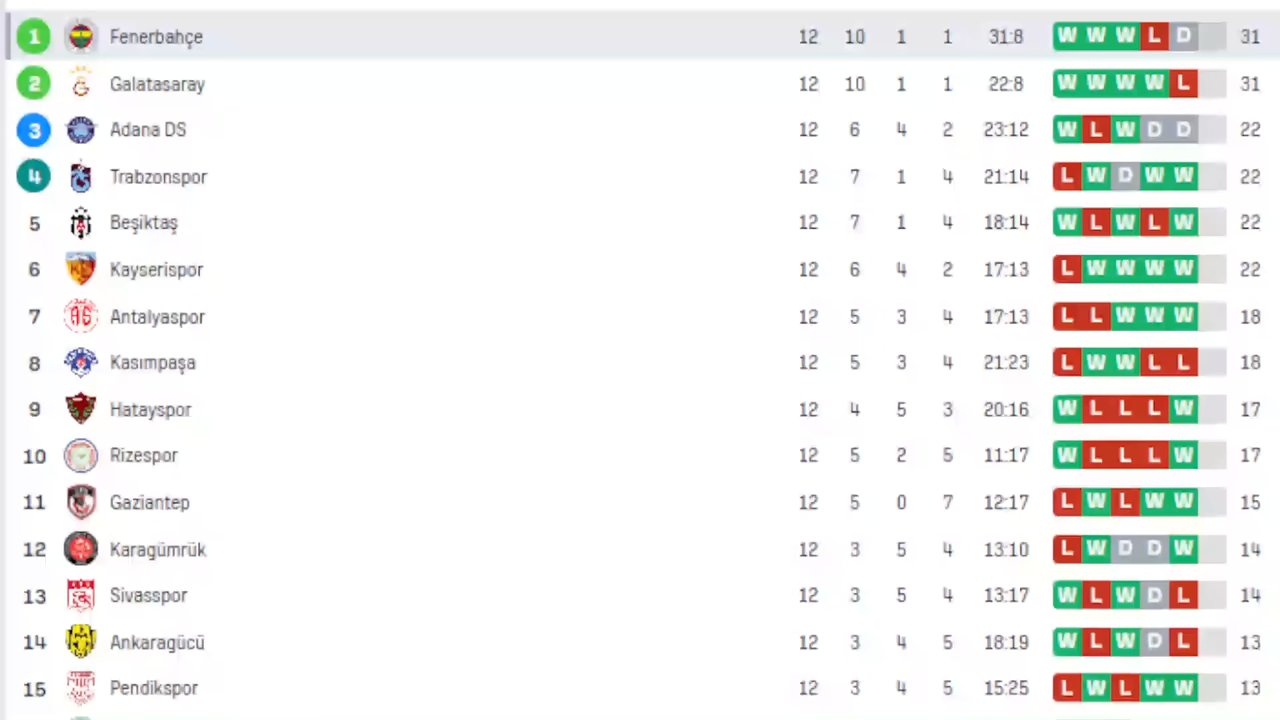 1 Fenerbahçe 12 10 1 1 31:8 W W W L D 31
2 Galatasaray 12 10 1 1 22:8 W W W W L 31
3 Adana DS 12 6 4 2 23:12 W L W D D 22
4 Trabzonspor 12 7 1 4 21:14 L W D W W 22
5 Beşiktaş 12 7 1 4 18:14 W L W L W 22
6 Kayserispor 12 6 4 2 17:13 L W W W W 22
7 Antalyaspor 12 5 3 4 17:13 L L W W W 18
8 Kasımpaşa 12 5 3 4 21:23 L W W L L 18
9 Hatayspor 12 4 5 3 20:16 W L L L W 17
10 Rizespor 12 5 2 5 11:17 W L L L W 17
11 Gaziantep 12 5 0 7 12:17 L W L W W 15
12 Karagümrük 12 3 5 4 13:10 L W D D W 14
13 Sivasspor 12 3 5 4 13:17 W L W D L 14
14 Ankaragücü 12 3 4 5 18:19 W L W D L 13
15 Pendikspor 12 3 4 5 15:25 L W L W W 13